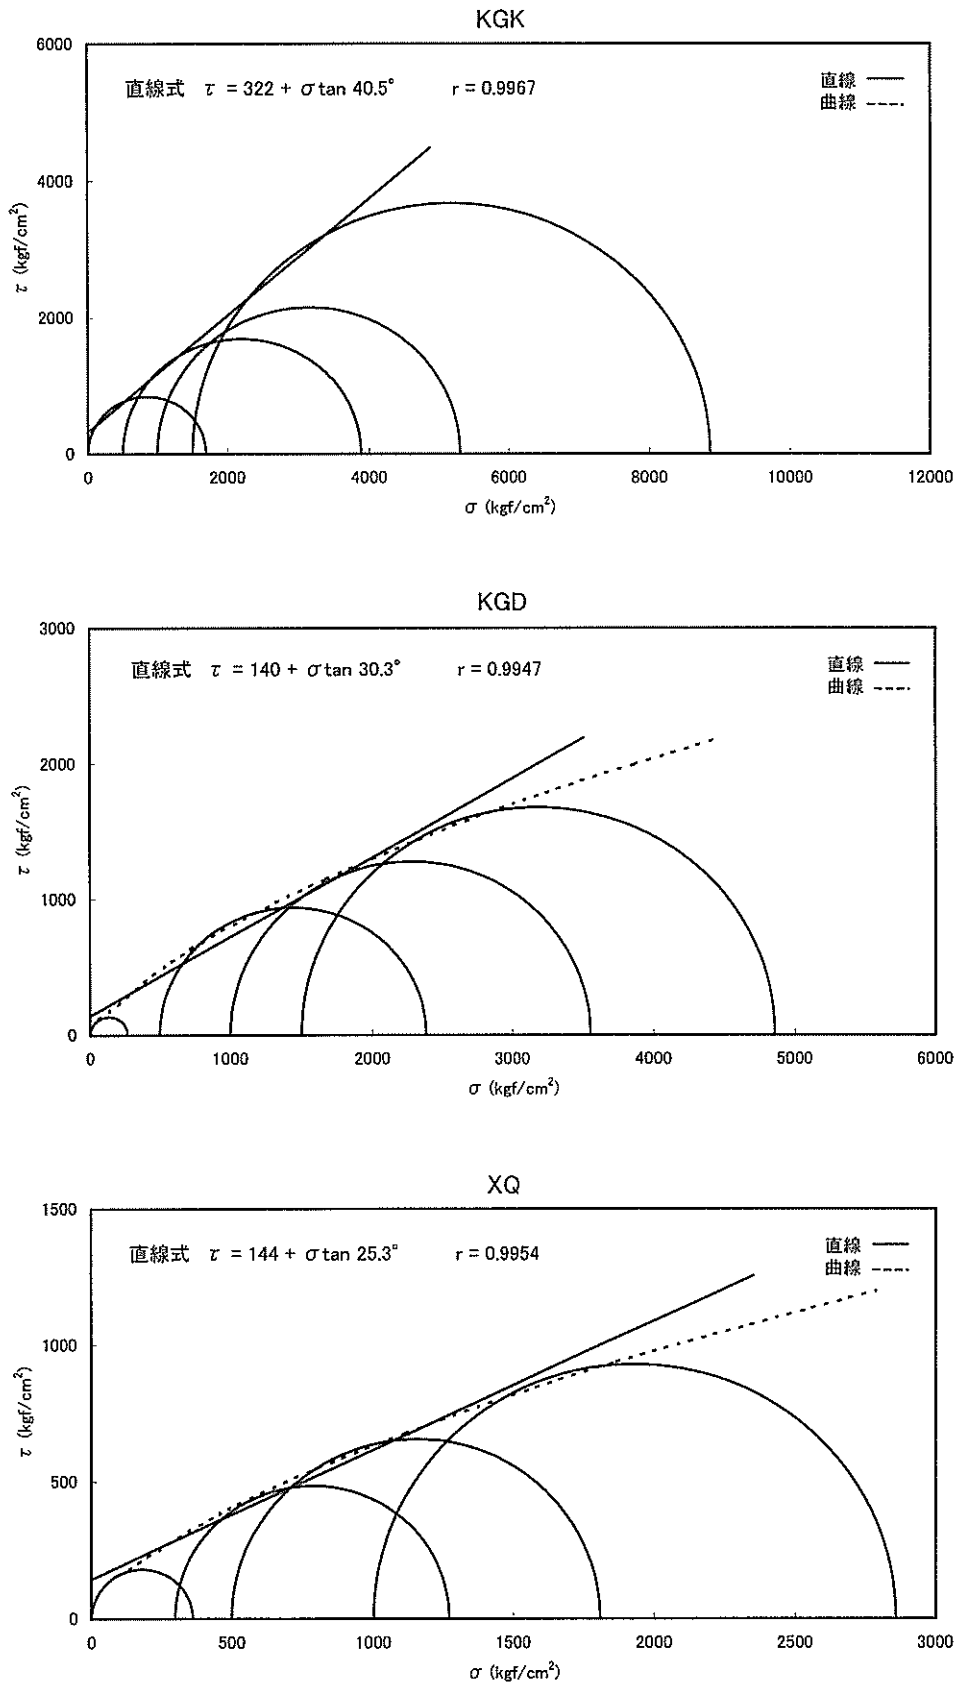 KGK
6000
直線式 τ = 322 + σ tan 40.5° r = 0.9967
直線
曲線
4000
2000
0
τ (kgf/cm²)
0 2000 4000 6000 8000 10000 12000
σ (kgf/cm²)
KGD
3000
直線式 τ = 140 + σ tan 30.3° r = 0.9947
直線
曲線
2000
1000
0
τ (kgf/cm²)
0 1000 2000 3000 4000 5000 6000
σ (kgf/cm²)
XQ
1500
直線式 τ = 144 + σ tan 25.3° r = 0.9954
直線
曲線
1000
500
0
τ (kgf/cm²)
0 500 1000 1500 2000 2500 3000
σ (kgf/cm²)